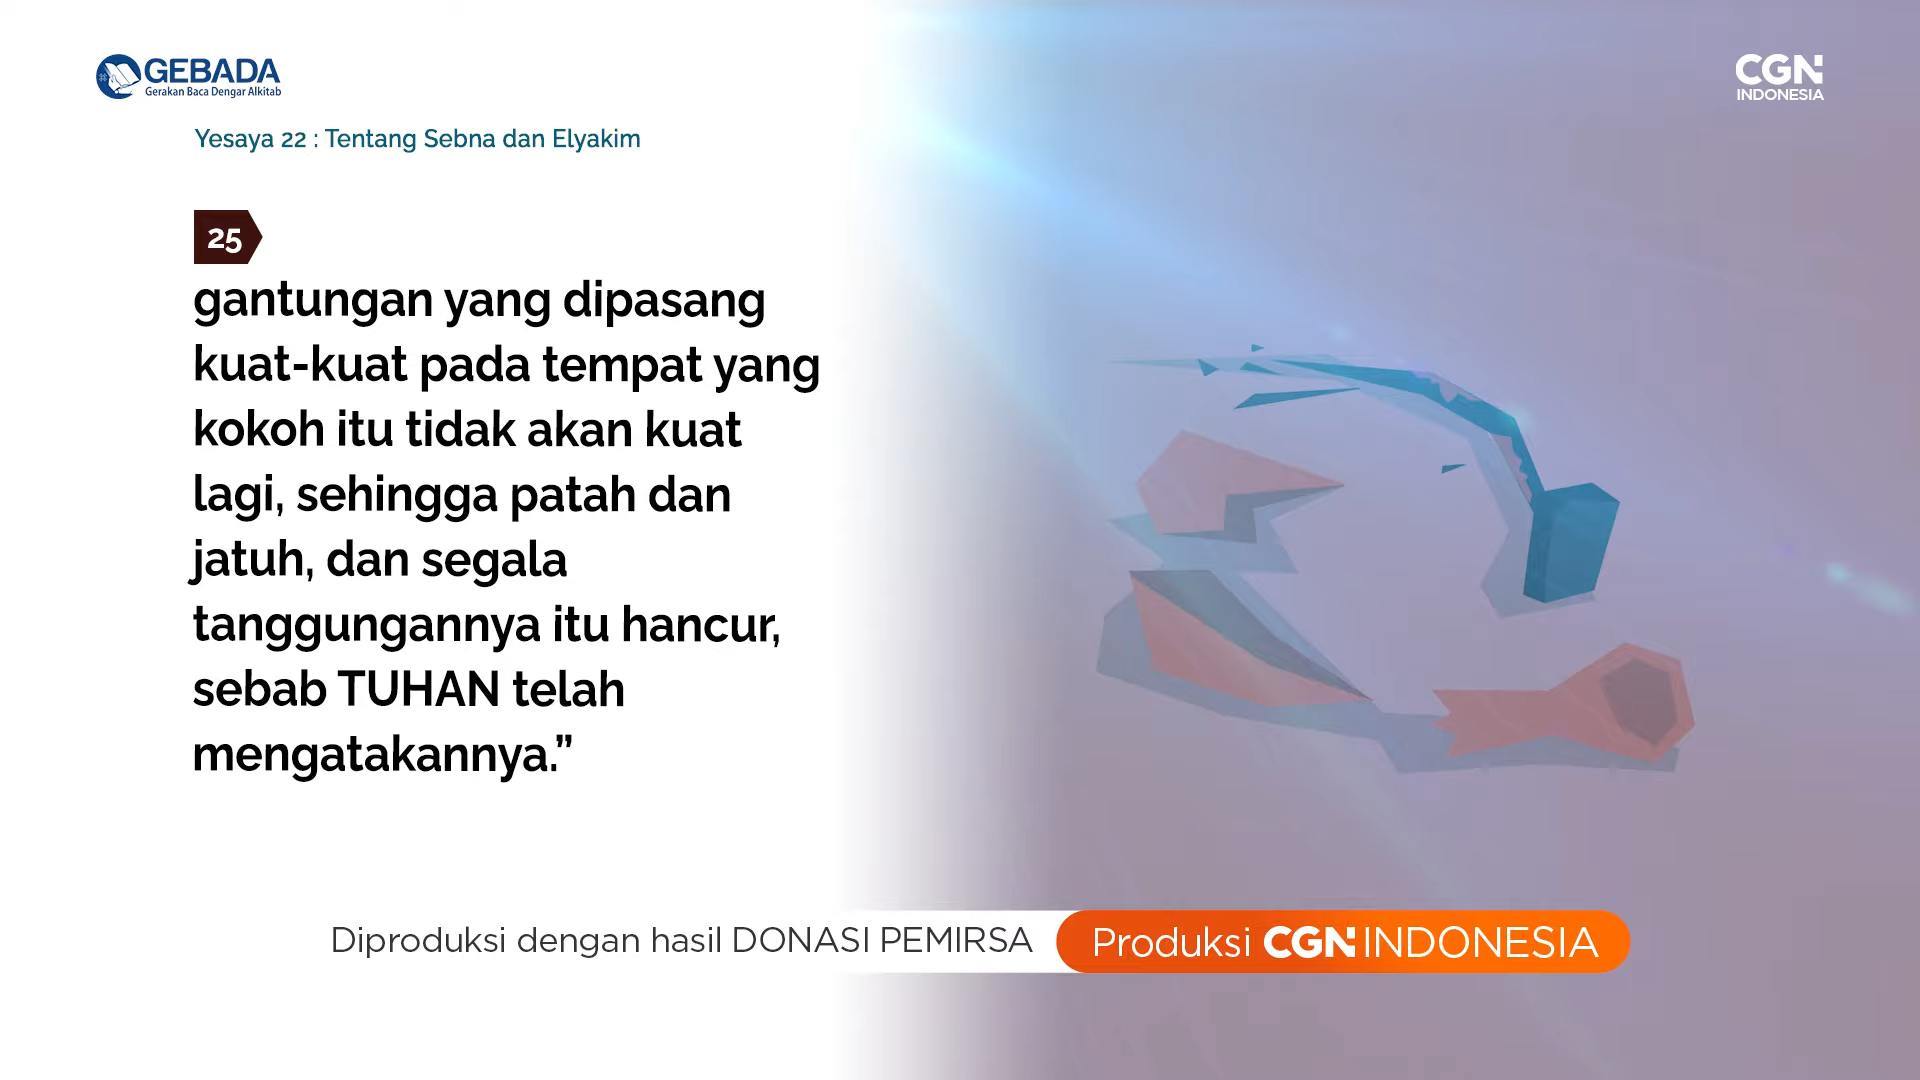 GEBADA
Gerakan Baca Dengar Alkitab
CGN
INDONESIA
Yesaya 22 : Tentang Sebna dan Elyakim
25
gantungan yang dipasang
kuat-kuat pada tempat yang
kokoh itu tidak akan kuat
lagi, sehingga patah dan
jatuh, dan segala
tanggungannya itu hancur,
sebab TUHAN telah
mengatakannya.”
Diproduksi dengan hasil DONASI PEMIRSA
Produksi CGN INDONESIA